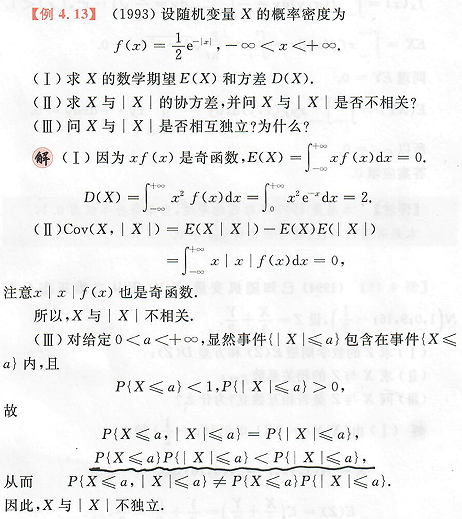 【例 4.13】 (1993) 设随机变量 X 的概率密度为
f(x) = 1/2 e^{-|x|}, -∞ < x < +∞.
(Ⅰ) 求 X 的数学期望 E(X) 和方差 D(X).
(Ⅱ) 求 X 与 | X | 的协方差,并问 X 与 | X | 是否不相关?
(Ⅲ) 问 X 与 | X | 是否相互独立?为什么?
解 (Ⅰ) 因为 xf(x) 是奇函数, E(X) = ∫_{-∞}^{+∞} xf(x)dx = 0.
D(X) = ∫_{-∞}^{+∞} x² f(x)dx = ∫_{0}^{+∞} x² e^{-x} dx = 2.
(Ⅱ) Cov(X, | X |) = E(X | X |) - E(X)E(| X |)
= ∫_{-∞}^{+∞} x | x | f(x)dx = 0,
注意 x | x | f(x) 也是奇函数.
所以, X 与 | X | 不相关.
(Ⅲ) 对给定 0 < a < +∞, 显然事件{| X | ≤ a} 包含在事件{X ≤
a} 内,且
P{X ≤ a} < 1, P{| X | ≤ a} > 0,
故
P{X ≤ a, | X | ≤ a} = P{| X | ≤ a},
P{X ≤ a}P{| X | ≤ a} < P{| X | ≤ a},
从而 P{X ≤ a, | X | ≤ a} ≠ P{X ≤ a}P{| X | ≤ a}.
因此, X 与 | X | 不独立.